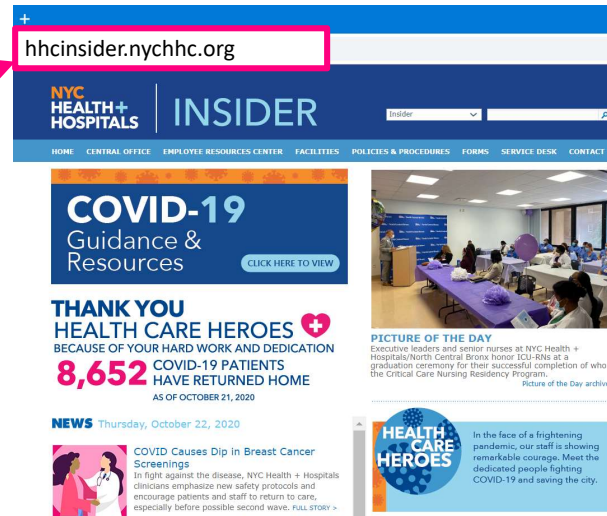 +
hhcinsider.nychhc.org
NYC
HEALTH+
HOSPITALS
INSIDER
Insider
HOME CENTRAL OFFICE EMPLOYEE RESOURCES CENTER FACILITIES POLICIES & PROCEDURES FORMS SERVICE DESK CONTACT
COVID-19
Guidance &
Resources
CLICK HERE TO VIEW
THANK YOU
HEALTH CARE HEROES
BECAUSE OF YOUR HARD WORK AND DEDICATION
8,652 COVID-19 PATIENTS
HAVE RETURNED HOME
AS OF OCTOBER 21, 2020
PICTURE OF THE DAY
Executive leaders and senior nurses at NYC Health +
Hospitals/North Central Bronx honor ICU-RNs at a
graduation ceremony for their successful completion of who
the Critical Care Nursing Residency Program.
Picture of the Day archive
NEWS Thursday, October 22, 2020
COVID Causes Dip in Breast Cancer
Screenings
In fight against the disease, NYC Health + Hospitals
clinicians emphasize new safety protocols and
encourage patients and staff to return to care,
especially before possible second wave. FULL STORY >
HEALTH
CARE
HEROES
In the face of a frightening
pandemic, our staff is showing
remarkable courage. Meet the
dedicated people fighting
COVID-19 and saving the city.